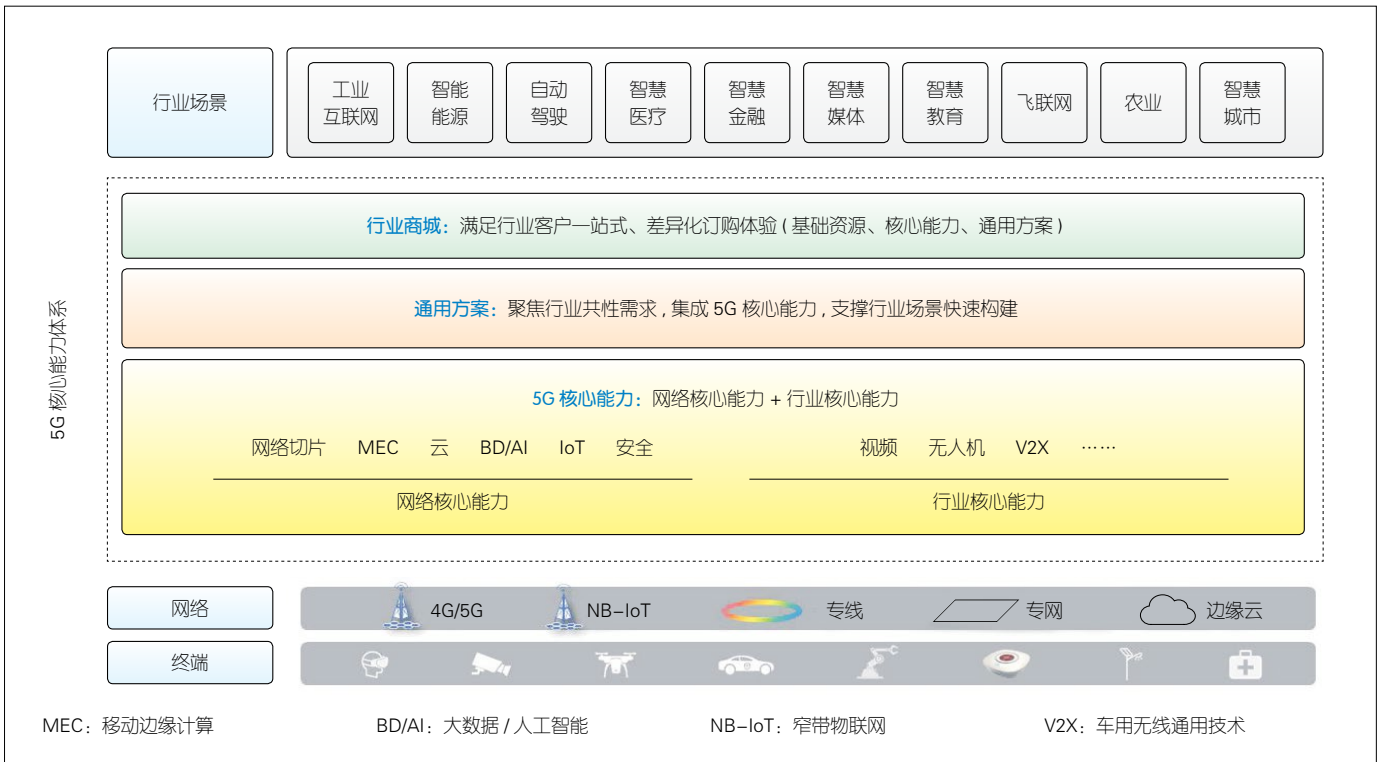 行业场景
工业
互联网
智能
能源
自动
驾驶
智慧
医疗
智慧
金融
智慧
媒体
智慧
教育
飞联网
农业
智慧
城市
5G 核心能力体系
行业商城：满足行业客户一站式、差异化订购体验 ( 基础资源、核心能力、通用方案 )
通用方案：聚焦行业共性需求 , 集成 5G 核心能力 , 支撑行业场景快速构建
5G 核心能力：网络核心能力 + 行业核心能力
网络切片 MEC 云 BD/AI IoT 安全
网络核心能力
视频 无人机 V2X ……
行业核心能力
网络
4G/5G NB–IoT 专线 专网 边缘云
终端
MEC：移动边缘计算 BD/AI：大数据 / 人工智能 NB–IoT：窄带物联网 V2X：车用无线通用技术